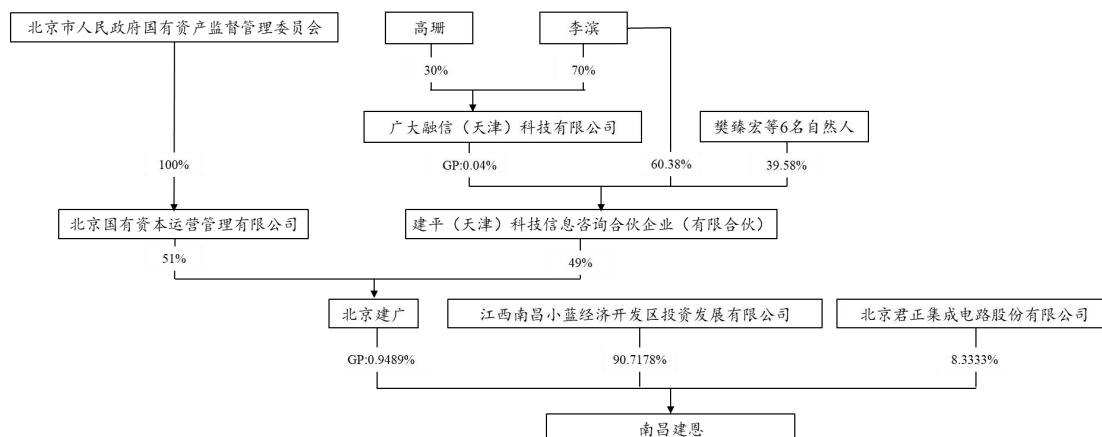 北京市人民政府国有资产监督管理委员会
高珊
李滨
30%
70%
广大融信（天津）科技有限公司
樊臻宏等6名自然人
100%
GP:0.04%
60.38%
39.58%
北京国有资本运营管理有限公司
建平（天津）科技信息咨询合伙企业（有限合伙）
51%
49%
北京建广
江西南昌小蓝经济开发区投资发展有限公司
北京君正集成电路股份有限公司
GP:0.9489%
90.7178%
8.3333%
南昌建恩